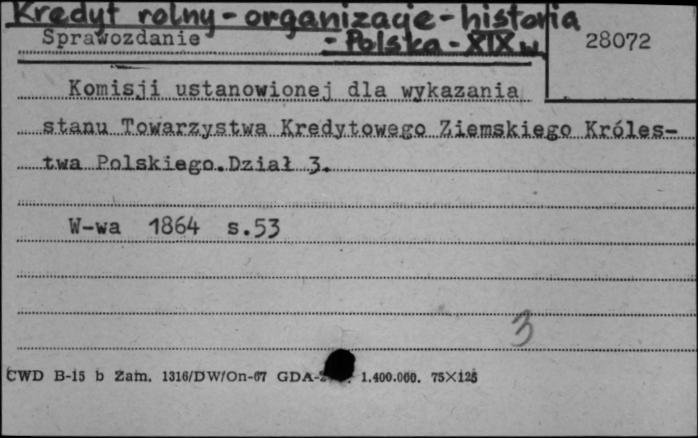 Kredyt rolny - organizacje - historia
- Polska - XIX w.
Sprawozdanie
28072
Komisji ustanowionej dla wykazania
stanu Towarzystwa Kredytowego Ziemskiego Króles-
twa Polskiego.Dział 3.
W-wa 1864 s.53
3
CWD B-15 b Zam. 1316/DW/On-67 GDA- 1.400.000. 75X125